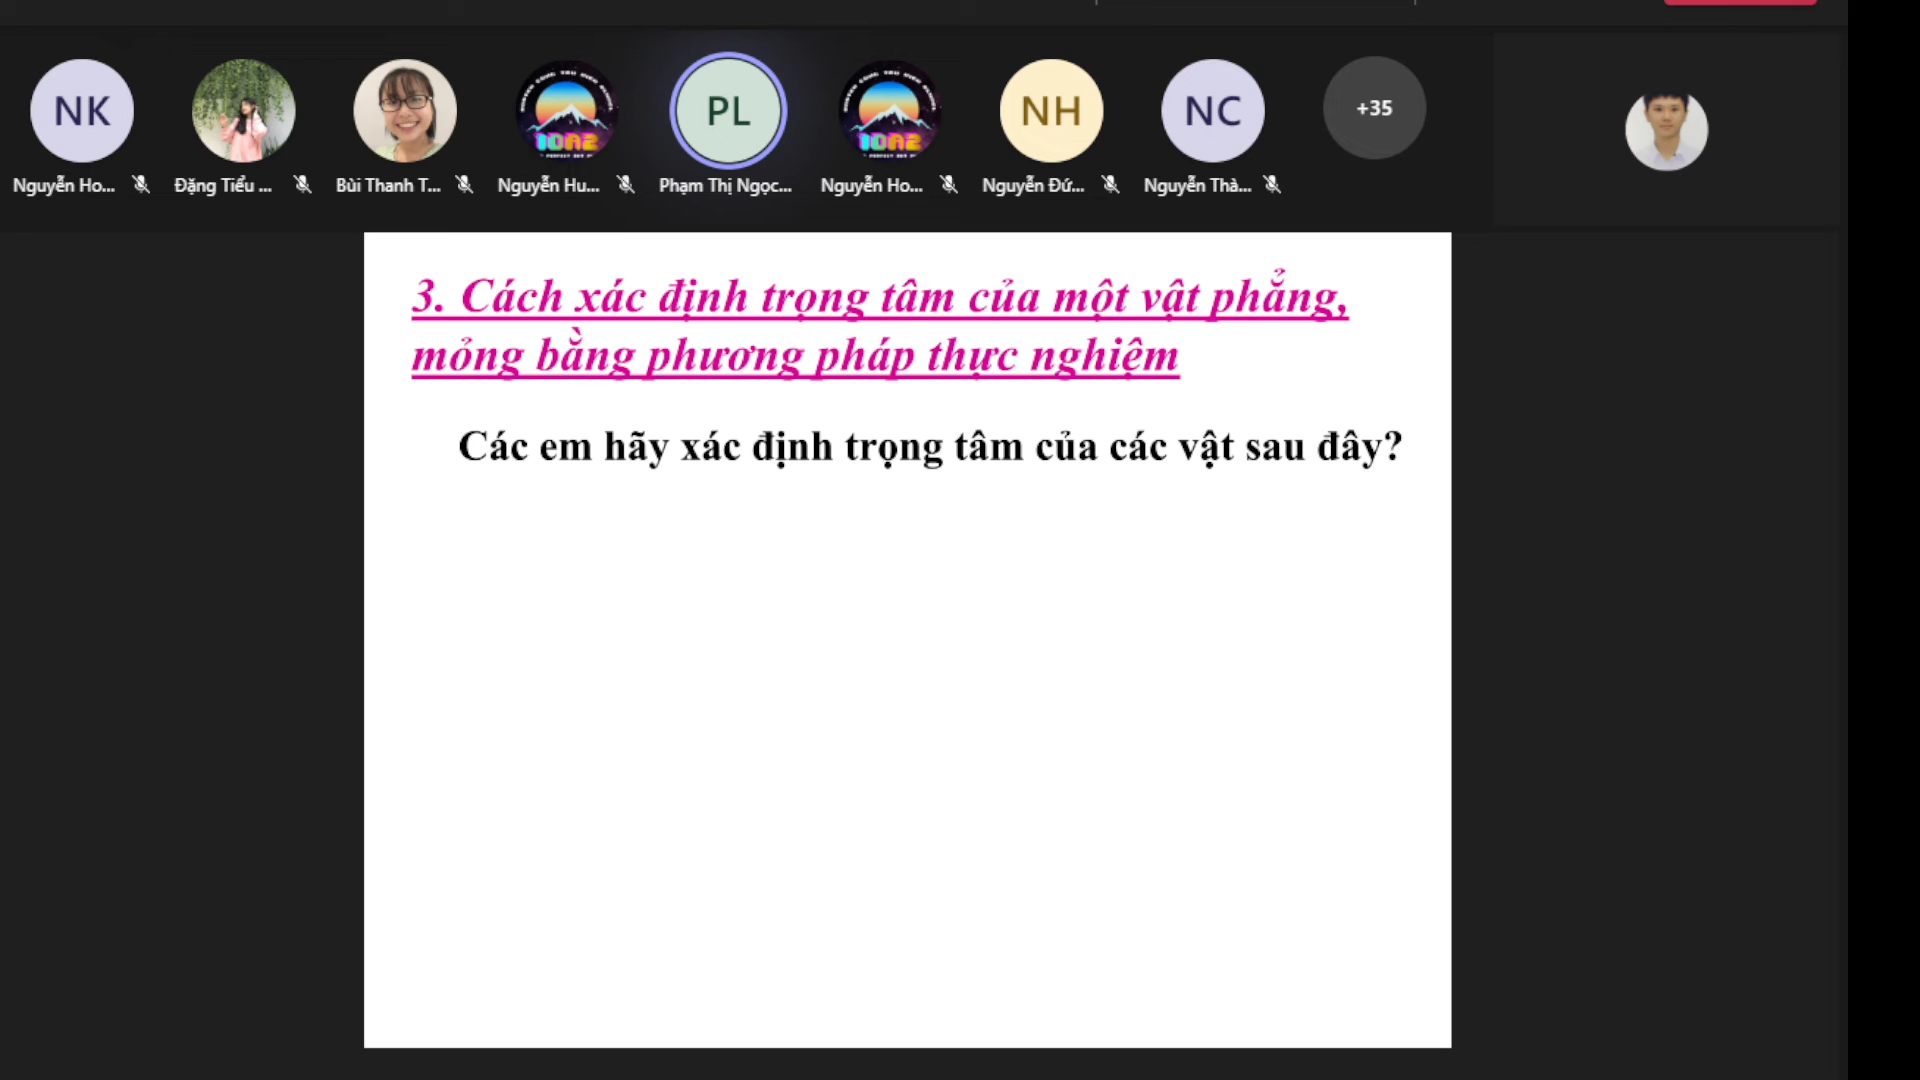 NK
PL
NH
NC
+35
Nguyễn Ho...
Đặng Tiểu ...
Bùi Thanh T...
Nguyễn Hu...
Phạm Thị Ngọc...
Nguyễn Ho...
Nguyễn Đứ...
Nguyễn Thà...
10A2
10A2
3. Cách xác định trọng tâm của một vật phẳng,
mỏng bằng phương pháp thực nghiệm
Các em hãy xác định trọng tâm của các vật sau đây?